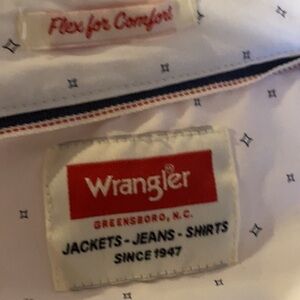 Flex for Comfort
Wrangler
GREENSBORO, N.C.
JACKETS - JEANS - SHIRTS
SINCE 1947